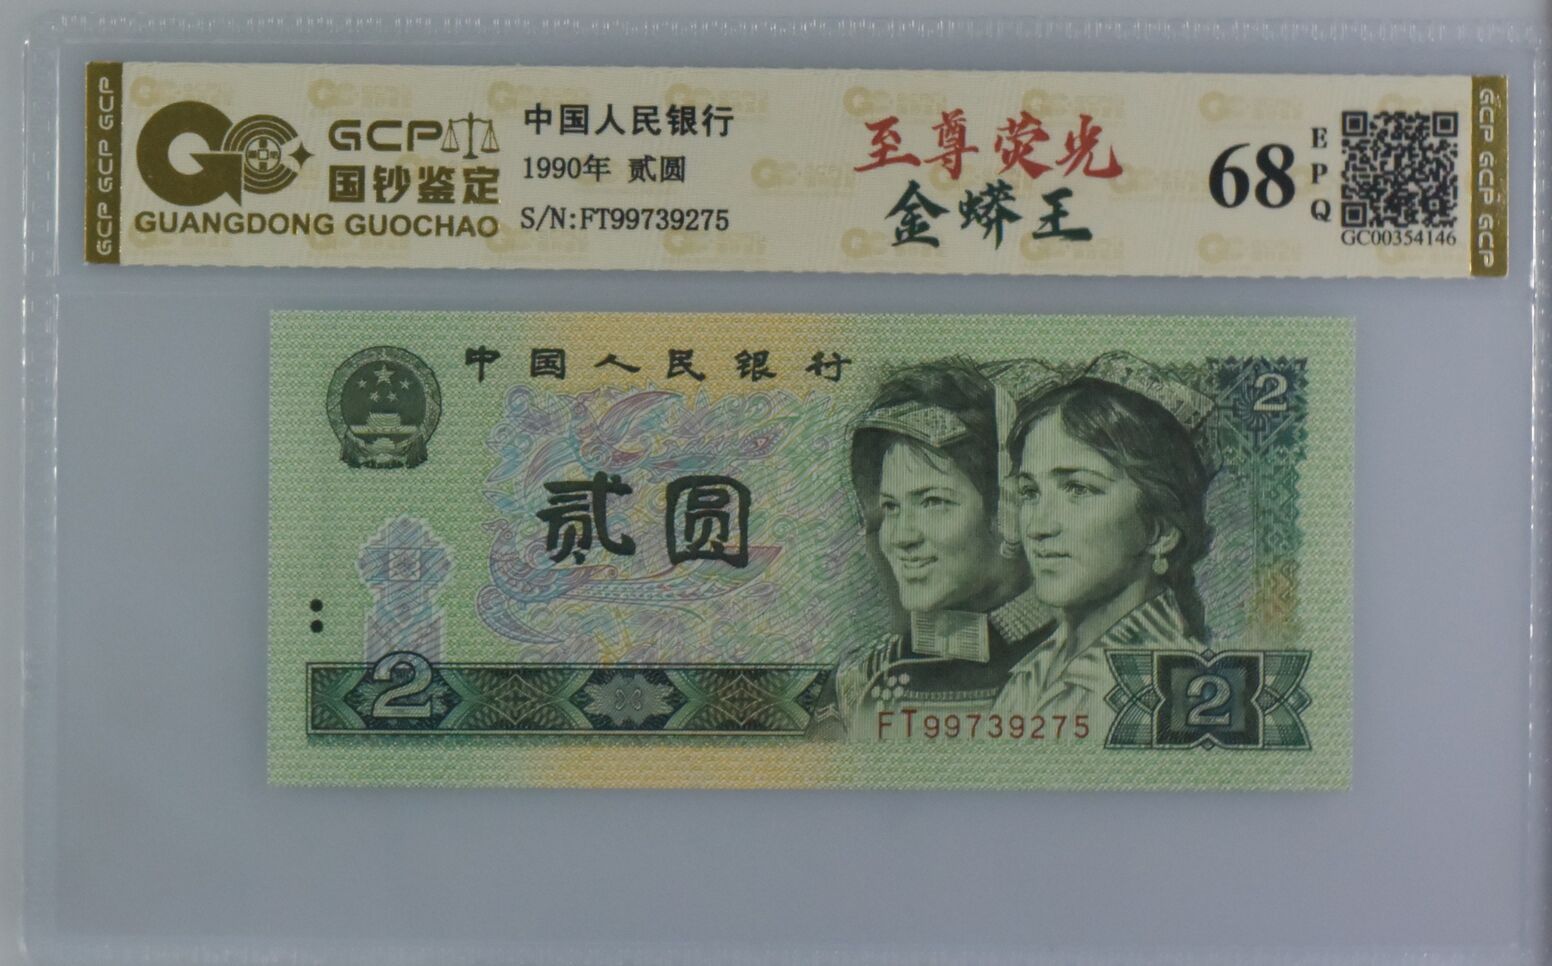 GCP GCP GCP
GCP
国钞鉴定
GUANGDONG GUOCHAO
中国人民银行
1990年 贰圆
S/N:FT99739275
至尊荧光
金蟒王
68
EPQ
GC00354146
GCP GCP GCP
中国人民银行
2
贰圆
2
FT99739275
2